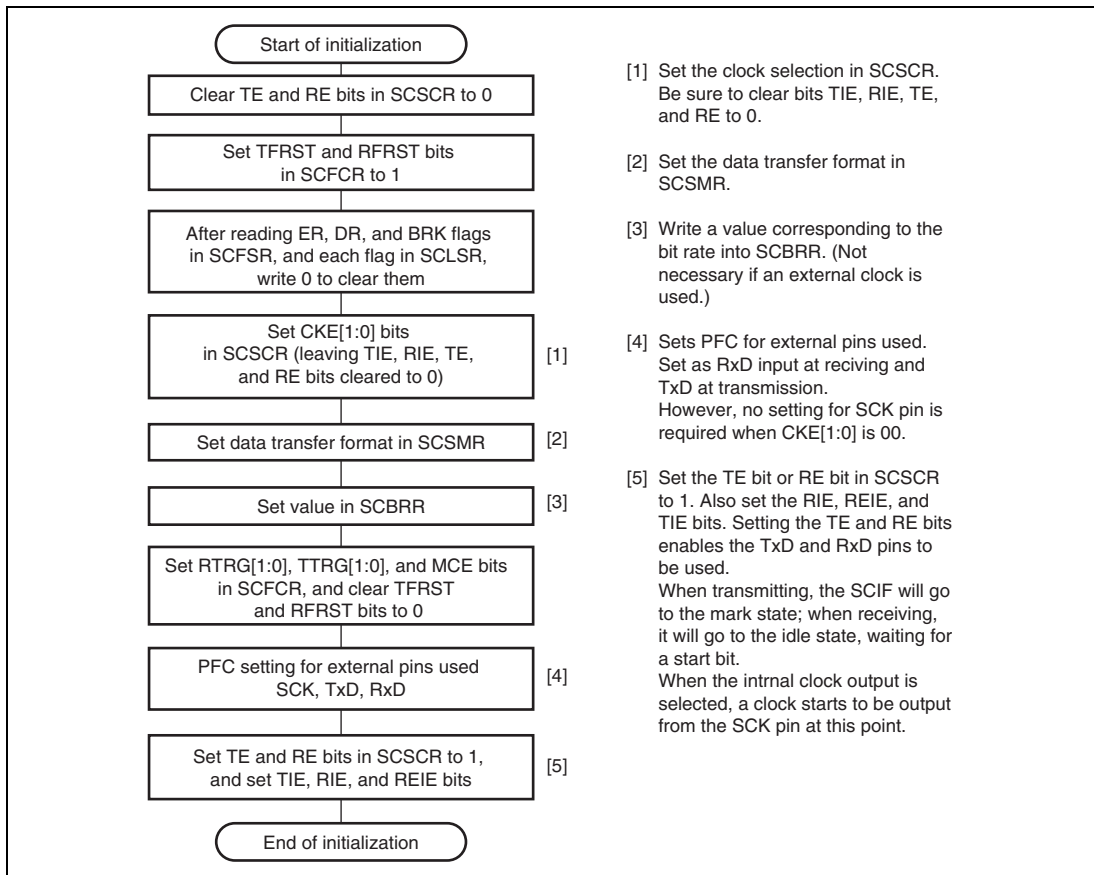 Start of initialization
Clear TE and RE bits in SCSCR to 0
Set TFRST and RFRST bits
in SCFCR to 1
After reading ER, DR, and BRK flags
in SCFSR, and each flag in SCLSR,
write 0 to clear them
Set CKE[1:0] bits
in SCSCR (leaving TIE, RIE, TE,
and RE bits cleared to 0)
[1]
Set data transfer format in SCSMR
[2]
Set value in SCBRR
[3]
Set RTRG[1:0], TTRG[1:0], and MCE bits
in SCFCR, and clear TFRST
and RFRST bits to 0
PFC setting for external pins used
SCK, TxD, RxD
[4]
Set TE and RE bits in SCSCR to 1,
and set TIE, RIE, and REIE bits
[5]
End of initialization
[1] Set the clock selection in SCSCR.
Be sure to clear bits TIE, RIE, TE,
and RE to 0.
[2] Set the data transfer format in
SCSMR.
[3] Write a value corresponding to the
bit rate into SCBRR. (Not
necessary if an external clock is
used.)
[4] Sets PFC for external pins used.
Set as RxD input at reciving and
TxD at transmission.
However, no setting for SCK pin is
required when CKE[1:0] is 00.
[5] Set the TE bit or RE bit in SCSCR
to 1. Also set the RIE, REIE, and
TIE bits. Setting the TE and RE bits
enables the TxD and RxD pins to
be used.
When transmitting, the SCIF will go
to the mark state; when receiving,
it will go to the idle state, waiting for
a start bit.
When the intrnal clock output is
selected, a clock starts to be output
from the SCK pin at this point.